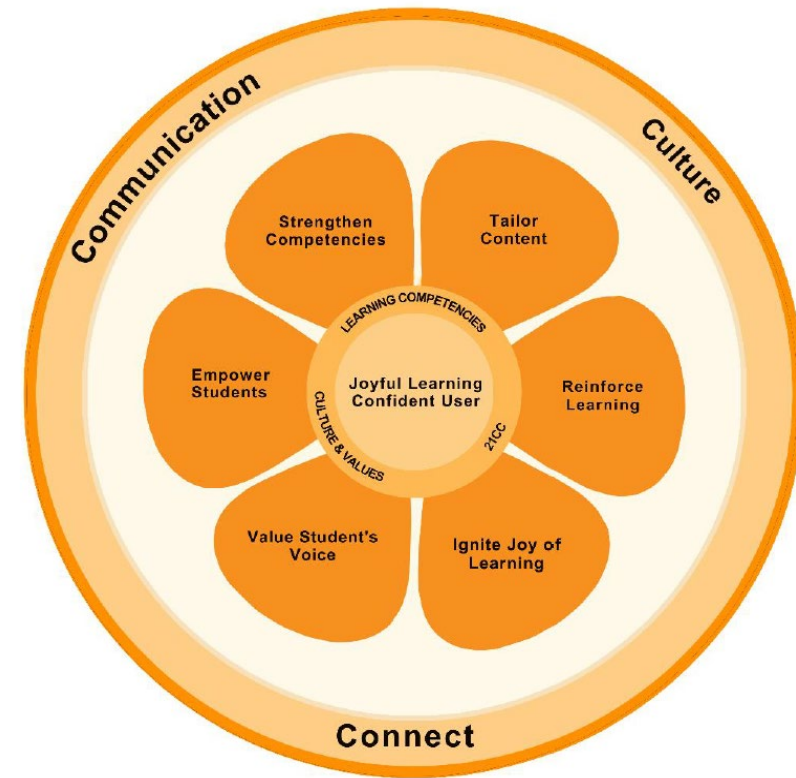 Communication
Culture
Strengthen
Competencies
Tailor
Content
Empower
Students
LEARNING COMPETENCIES
Joyful Learning
Confident User
CULTURE & VALUES
21CC
Reinforce
Learning
Value Student's
Voice
Ignite Joy of
Learning
Connect